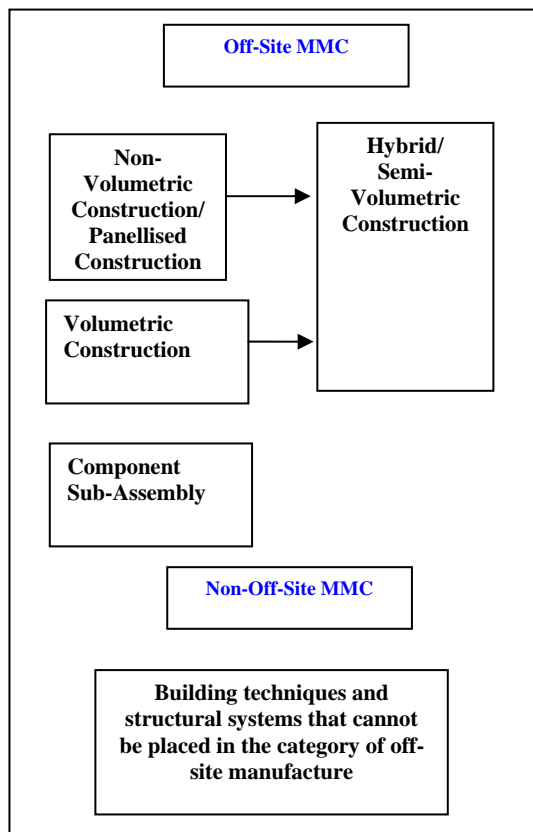 Off-Site MMC
Non-
Volumetric
Construction/
Panellised
Construction
Hybrid/
Semi-
Volumetric
Construction
Volumetric
Construction
Component
Sub-Assembly
Non-Off-Site MMC
Building techniques and
structural systems that cannot
be placed in the category of off-
site manufacture